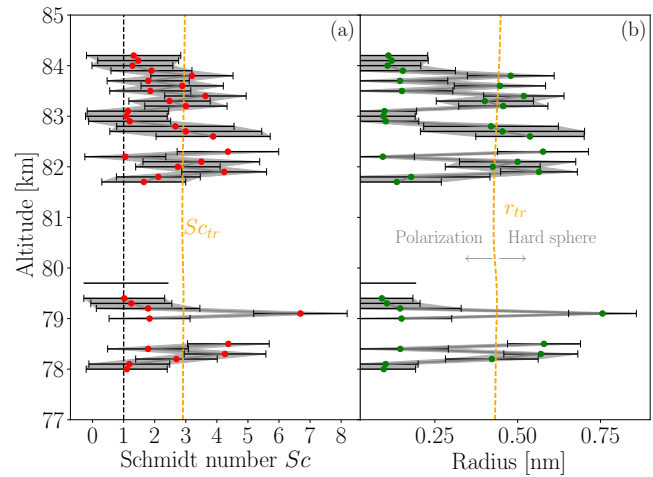 85
84
83
82
81
80
79
78
77
Altitude [km]
(a)
Sc_tr
0 1 2 3 4 5 6 7 8
Schmidt number Sc
(b)
r_tr
Polarization Hard sphere
0.25 0.50 0.75
Radius [nm]